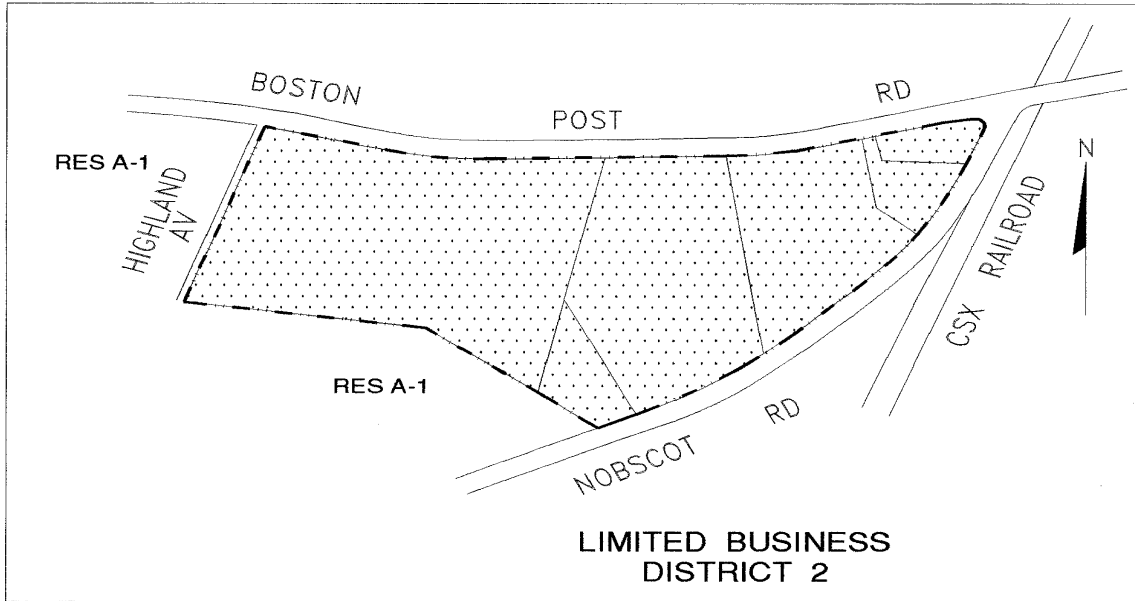 BOSTON POST RD
RES A-1
HIGHLAND
AV
N
CSX RAILROAD
RES A-1
NOBSCOT RD
LIMITED BUSINESS
DISTRICT 2